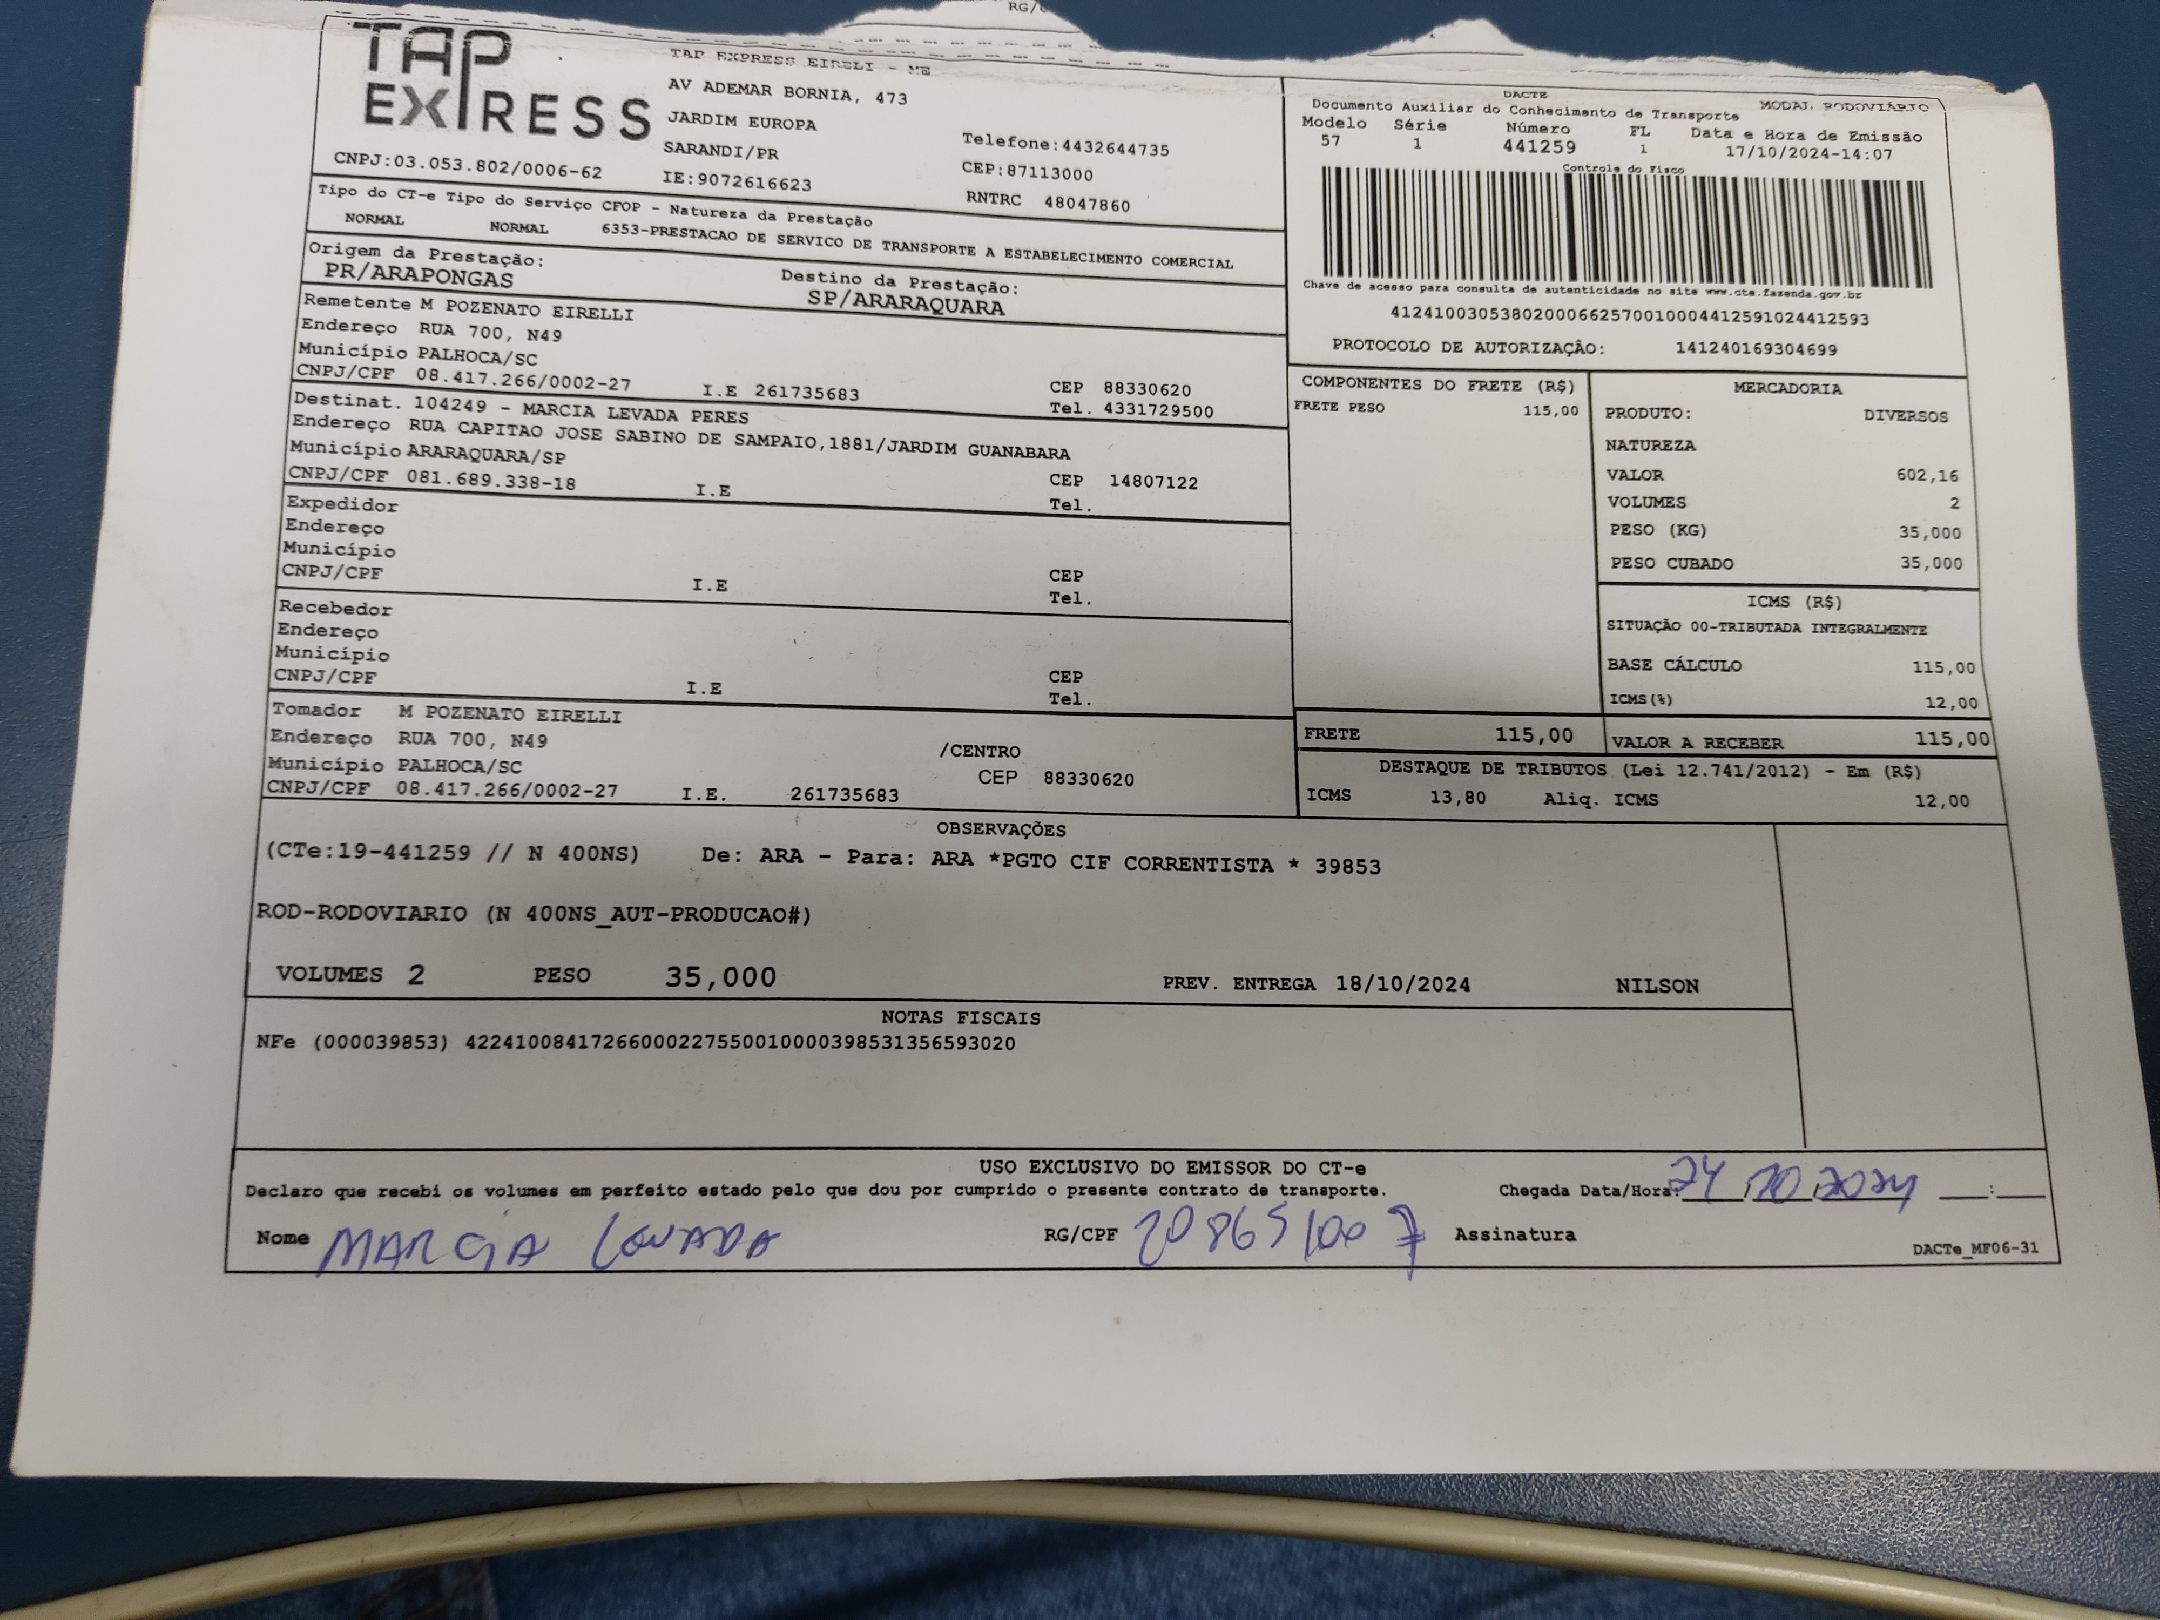 RG/
TAP EXPRESS
TAP EXPRESS EIRELI - ME
AV ADEMAR BORNIA, 473
JARDIM EUROPA
SARANDI/PR
IE:9072616623
CNPJ:03.053.802/0006-62
Telefone:4432644735
CEP:87113000
RNTRC 48047860
DACTE
Documento Auxiliar do Conhecimento de Transporte
MODAL RODOVIÁRIO
Modelo Série Número FL Data e Hora de Emissão
57 1 441259 1 17/10/2024-14:07
Controle do Fisco
Chave de acesso para consulta de autenticidade no site www.cte.fazenda.gov.br
41241003053802000662570010004412591024412593
PROTOCOLO DE AUTORIZAÇÃO: 141240169304699
Tipo do CT-e Tipo do Serviço CFOP - Natureza da Prestação
NORMAL NORMAL 6353-PRESTACAO DE SERVICO DE TRANSPORTE A ESTABELECIMENTO COMERCIAL
Origem da Prestação: Destino da Prestação:
PR/ARAPONGAS SP/ARARAQUARA
Remetente M POZENATO EIRELLI
Endereço RUA 700, N49
Município PALHOCA/SC CEP 88330620
CNPJ/CPF 08.417.266/0002-27 I.E 261735683 Tel. 4331729500
Destinat. 104249 - MARCIA LEVADA PERES
Endereço RUA CAPITAO JOSE SABINO DE SAMPAIO,1881/JARDIM GUANABARA
Município ARARAQUARA/SP CEP 14807122
CNPJ/CPF 081.689.338-18 I.E Tel.
Expedidor
Endereço
Município CEP
CNPJ/CPF I.E Tel.
Recebedor
Endereço
Município CEP
CNPJ/CPF I.E Tel.
Tomador M POZENATO EIRELLI
Endereço RUA 700, N49 /CENTRO
Município PALHOCA/SC CEP 88330620
CNPJ/CPF 08.417.266/0002-27 I.E. 261735683
COMPONENTES DO FRETE (R$)
FRETE PESO 115,00
MERCADORIA
PRODUTO: DIVERSOS
NATUREZA
VALOR 602,16
VOLUMES 2
PESO (KG) 35,000
PESO CUBADO 35,000
ICMS (R$)
SITUAÇÃO 00-TRIBUTADA INTEGRALMENTE
BASE CÁLCULO 115,00
ICMS(%) 12,00
FRETE 115,00 VALOR A RECEBER 115,00
DESTAQUE DE TRIBUTOS (Lei 12.741/2012) - Em (R$)
ICMS 13,80 Aliq. ICMS 12,00
OBSERVAÇÕES
(CTe:19-441259 // N 400NS) De: ARA - Para: ARA *PGTO CIF CORRENTISTA * 39853
ROD-RODOVIARIO (N 400NS_AUT-PRODUCAO#)
VOLUMES 2 PESO 35,000 PREV. ENTREGA 18/10/2024 NILSON
NOTAS FISCAIS
NFe (000039853) 42241008417266000227550010000398531356593020
USO EXCLUSIVO DO EMISSOR DO CT-e
Declaro que recebi os volumes em perfeito estado pelo que dou por cumprido o presente contrato de transporte. Chegada Data/Hora: 24 10 2024 ___:___
Nome MARCIA LEVADA RG/CPF 208651007 Assinatura
DACTe_MF06-31